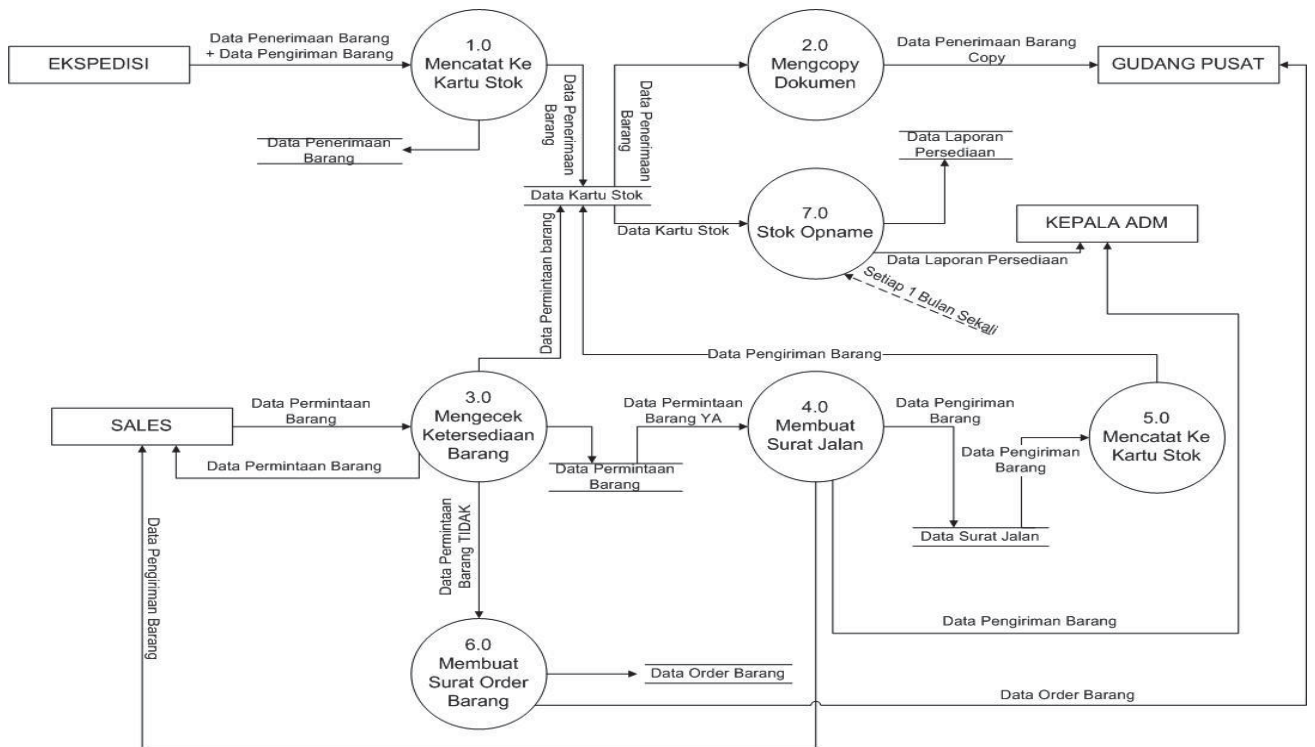 EKSPEDISI
Data Penerimaan Barang
+ Data Pengiriman Barang
1.0
Mencatat Ke
Kartu Stok
Data Penerimaan
Barang
Data Penerimaan
Barang
Data Penerimaan
Barang
2.0
Mengcopy
Dokumen
Data Penerimaan Barang
Copy
GUDANG PUSAT
Data Laporan
Persediaan
Data Kartu Stok
Data Kartu Stok
7.0
Stok Opname
KEPALA ADM
Data Laporan Persediaan
Setiap 1 Bulan Sekali
Data Permintaan barang
Data Pengiriman Barang
SALES
Data Permintaan
Barang
Data Permintaan Barang
3.0
Mengecek
Ketersediaan
Barang
Data Permintaan
Barang YA
Data Permintaan
Barang
4.0
Membuat
Surat Jalan
Data Pengiriman
Barang
Data Pengiriman
Barang
5.0
Mencatat Ke
Kartu Stok
Data Surat Jalan
Data Permintaan
Barang TIDAK
Data Pengiriman Barang
Data Pengiriman Barang
6.0
Membuat
Surat Order
Barang
Data Order Barang
Data Order Barang